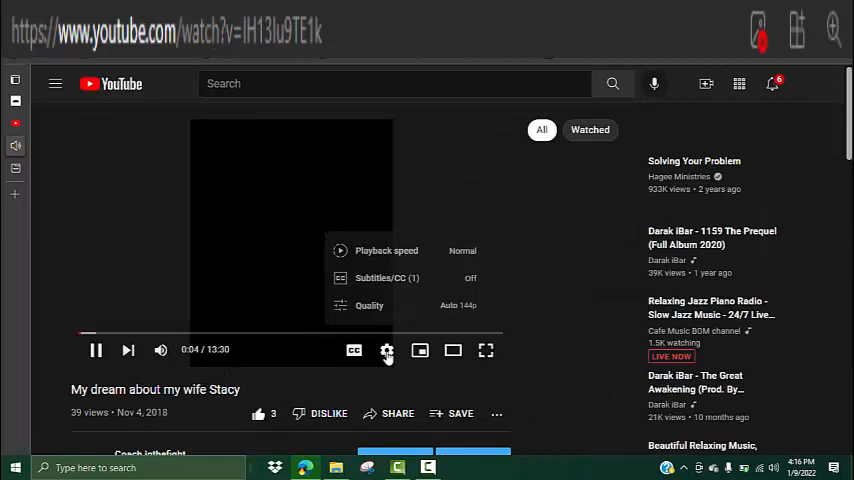 https://www.youtube.com/watch?v=IH13Iu9TE1k
YouTube
Search
6
All
Watched
Solving Your Problem
Hagee Ministries
933K views • 2 years ago
Darak iBar - 1159 The Prequel
(Full Album 2020)
Darak iBar
39K views • 1 year ago
Relaxing Jazz Piano Radio -
Slow Jazz Music - 24/7 Live...
Cafe Music BGM channel
1.5K watching
LIVE NOW
Darak iBar - The Great
Awakening (Prod. By...
Darak iBar
21K views • 10 months ago
Beautiful Relaxing Music,
Playback speed Normal
Subtitles/CC (1) Off
Quality Auto 144p
0:04 / 13:30
CC
My dream about my wife Stacy
39 views • Nov 4, 2018
3 DISLIKE SHARE SAVE ...
Coach inthefight
Type here to search
4:16 PM
1/9/2022